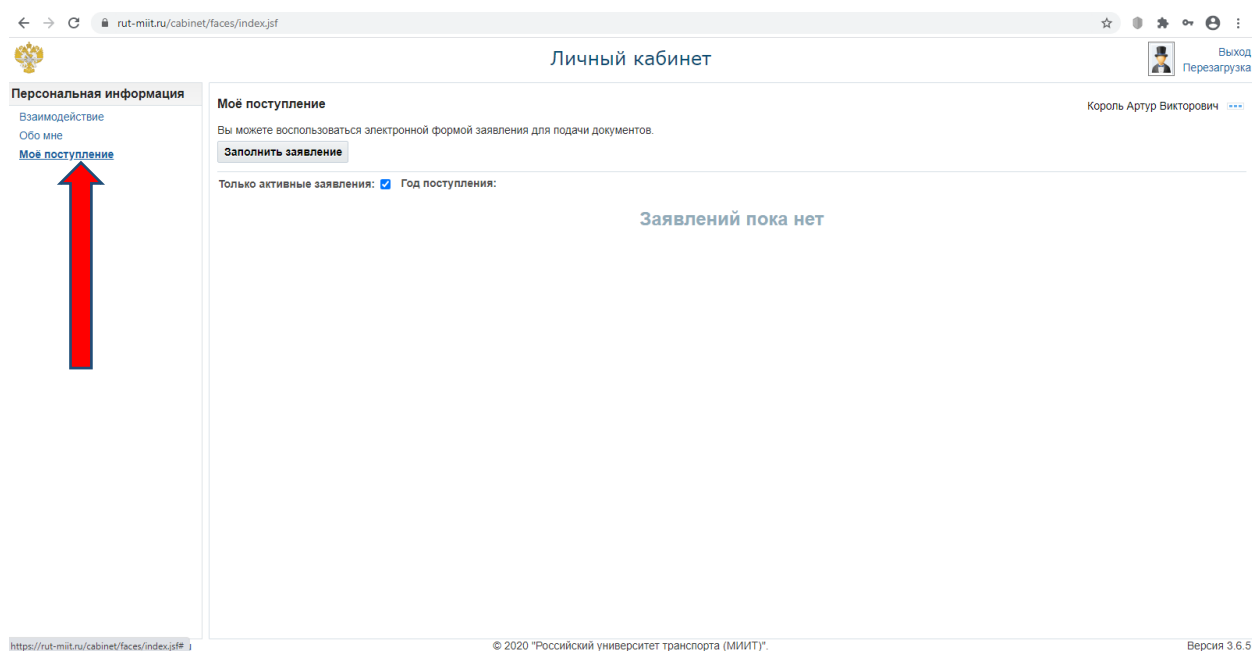 rut-miit.ru/cabinet/faces/index.jsf
Личный кабинет
Выход
Перезагрузка
Персональная информация
Взаимодействие
Обо мне
Моё поступление
Моё поступление
Король Артур Викторович
Вы можете воспользоваться электронной формой заявления для подачи документов.
Заполнить заявление
Только активные заявления: Год поступления:
Заявлений пока нет
https://rut-miit.ru/cabinet/faces/index.jsf#
© 2020 "Российский университет транспорта (МИИТ)".
Версия 3.6.5